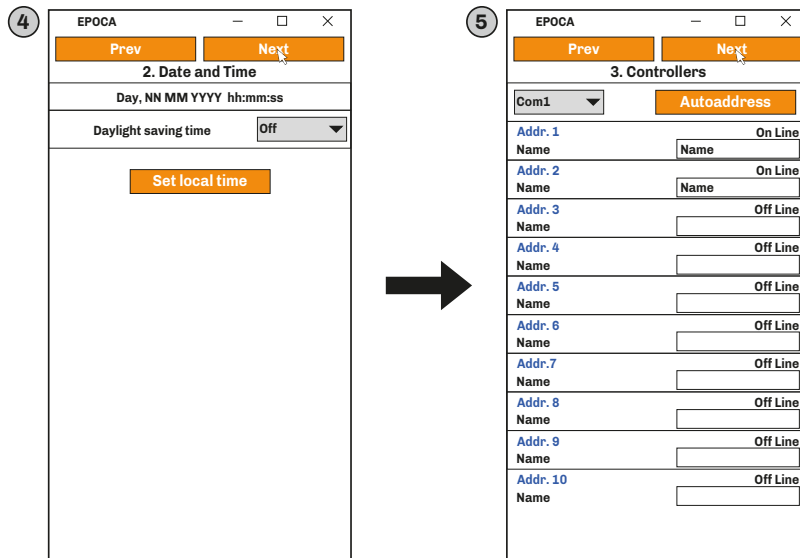 4
EPOCA
Prev Next
2. Date and Time
Day, NN MM YYYY hh:mm:ss
Daylight saving time Off
Set local time
5
EPOCA
Prev Next
3. Controllers
Com1 Autoaddress
Addr. 1 On Line
Name Name
Addr. 2 On Line
Name Name
Addr. 3 Off Line
Name
Addr. 4 Off Line
Name
Addr. 5 Off Line
Name
Addr. 6 Off Line
Name
Addr.7 Off Line
Name
Addr. 8 Off Line
Name
Addr. 9 Off Line
Name
Addr. 10 Off Line
Name